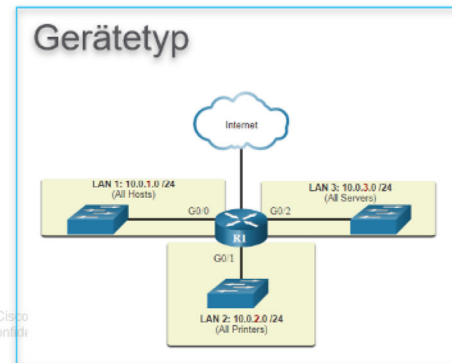 Gerätetyp
Internet
LAN 1: 10.0.1.0 /24
(All Hosts)
LAN 3: 10.0.3.0 /24
(All Servers)
G0/0
G0/2
R1
G0/1
LAN 2: 10.0.2.0 /24
(All Printers)
Cisco